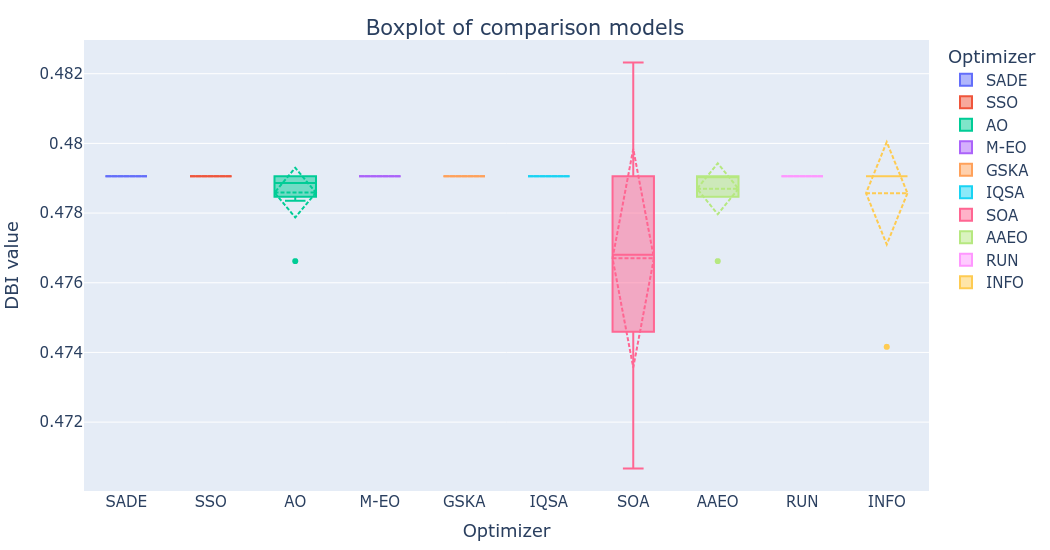 Boxplot of comparison models
DBI value
0.482
0.48
0.478
0.476
0.474
0.472
SADE
SSO
AO
M-EO
GSKA
IQSA
SOA
AAEO
RUN
INFO
Optimizer
Optimizer
SADE
SSO
AO
M-EO
GSKA
IQSA
SOA
AAEO
RUN
INFO